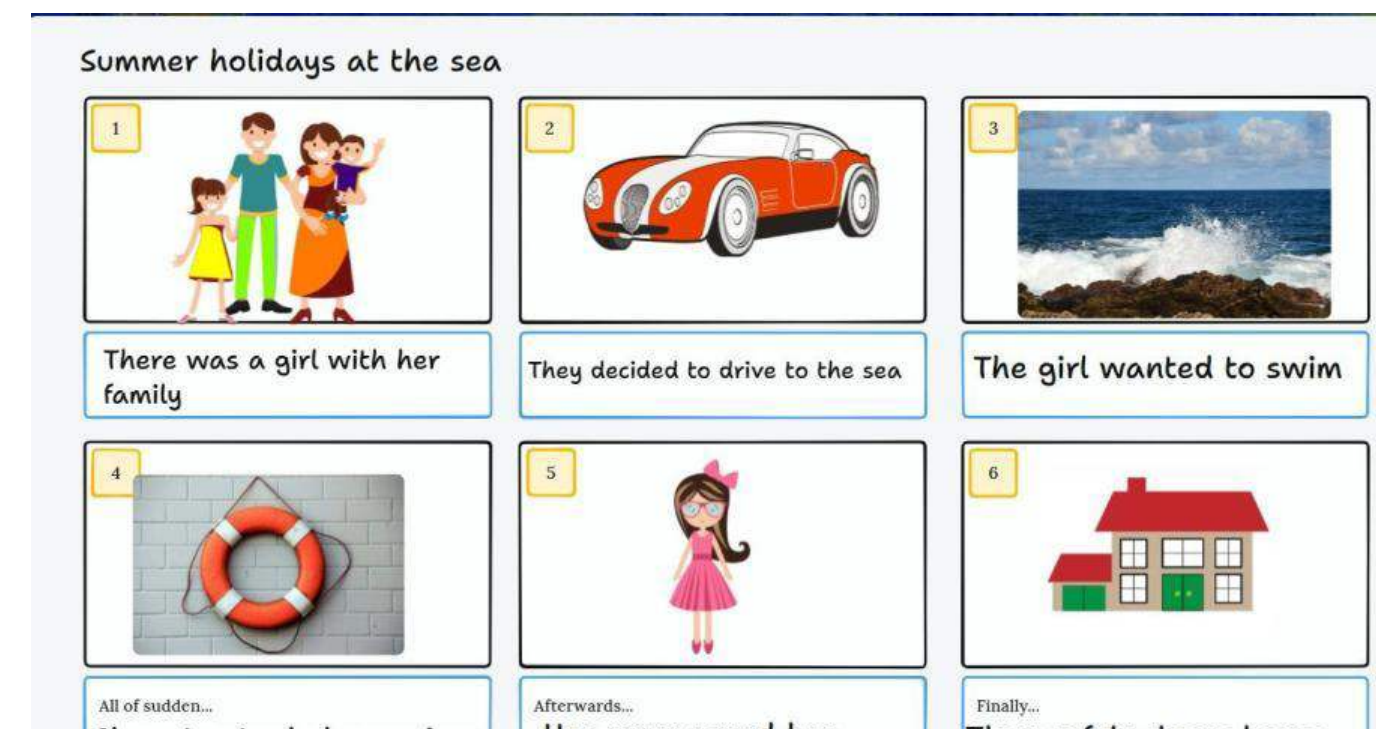 Summer holidays at the sea
1
2
3
There was a girl with her
family
They decided to drive to the sea
The girl wanted to swim
4
5
6
All of sudden...
Afterwards...
Finally...